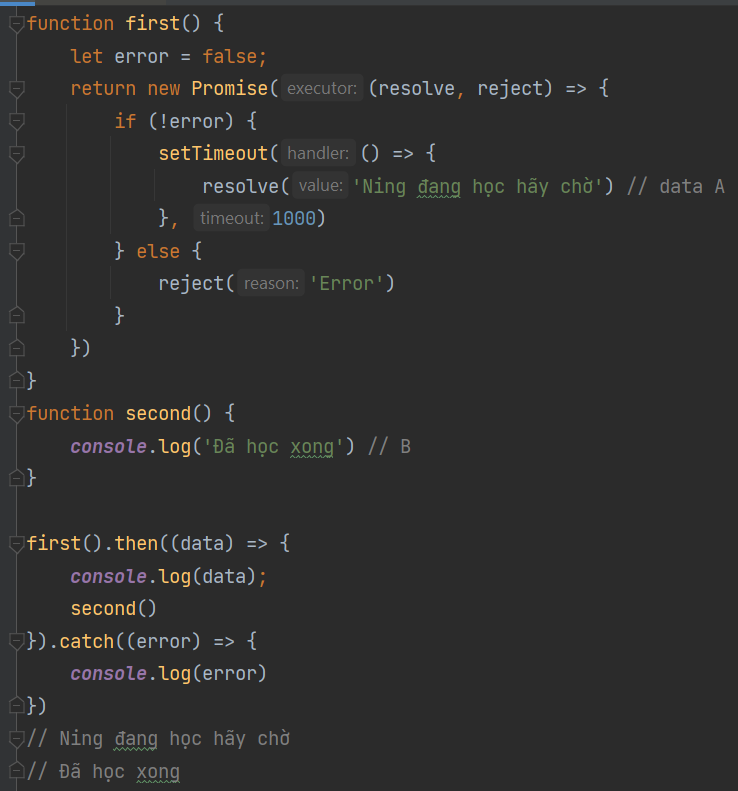 function first() {
    let error = false;
    return new Promise( executor: (resolve, reject) => {
        if (!error) {
            setTimeout( handler: () => {
                resolve( value: 'Ning đang học hãy chờ') // data A
            }, timeout: 1000)
        } else {
            reject( reason: 'Error')
        }
    })
}
function second() {
    console.log('Đã học xong') // B
}

first().then((data) => {
    console.log(data);
    second()
}).catch((error) => {
    console.log(error)
})
// Ning đang học hãy chờ
// Đã học xong